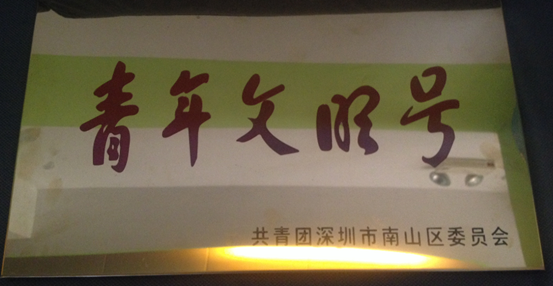 青年文明号
共青团深圳市南山区委员会